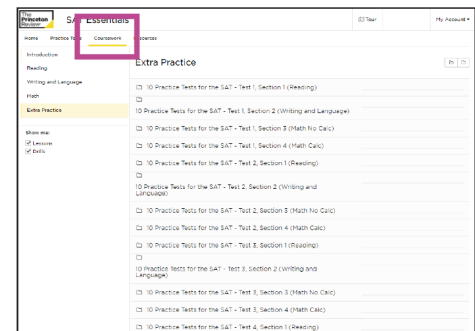 The
Princeton
Review
SAT Essentials
Tour
My Account
Home Practice Tests Coursework Resources
Introduction
Reading
Writing and Language
Math
Extra Practice
Show me:
Lessons
Drills
Extra Practice
10 Practice Tests for the SAT - Test 1, Section 1 (Reading)
10 Practice Tests for the SAT - Test 1, Section 2 (Writing and Language)
10 Practice Tests for the SAT - Test 1, Section 3 (Math No Calc)
10 Practice Tests for the SAT - Test 1, Section 4 (Math Calc)
10 Practice Tests for the SAT - Test 2, Section 1 (Reading)
10 Practice Tests for the SAT - Test 2, Section 2 (Writing and
Language)
10 Practice Tests for the SAT - Test 2, Section 3 (Math No Calc)
10 Practice Tests for the SAT - Test 2, Section 4 (Math Calc)
10 Practice Tests for the SAT - Test 3, Section 1 (Reading)
10 Practice Tests for the SAT - Test 3, Section 2 (Writing and
Language)
10 Practice Tests for the SAT - Test 3, Section 3 (Math No Calc)
10 Practice Tests for the SAT - Test 3, Section 4 (Math Calc)
10 Practice Tests for the SAT - Test 4, Section 1 (Reading)